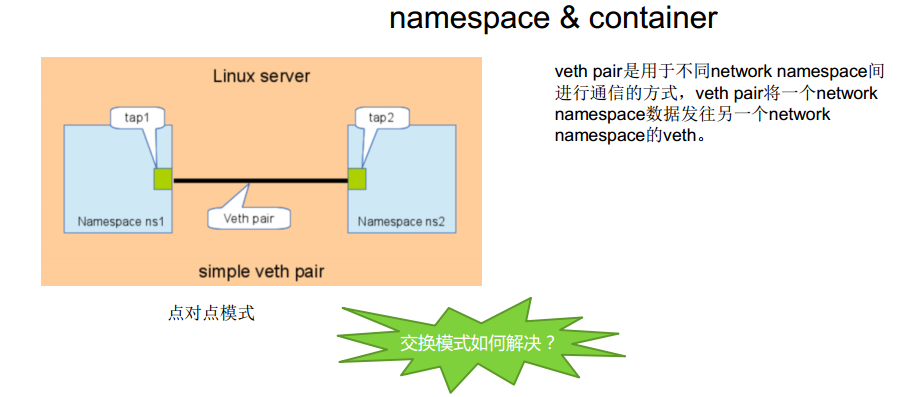 namespace & container
Linux server
tap1
tap2
Namespace ns1
Veth pair
Namespace ns2
simple veth pair
点对点模式
veth pair是用于不同network namespace间
进行通信的方式，veth pair将一个network
namespace数据发往另一个network
namespace的veth。
交换模式如何解决？